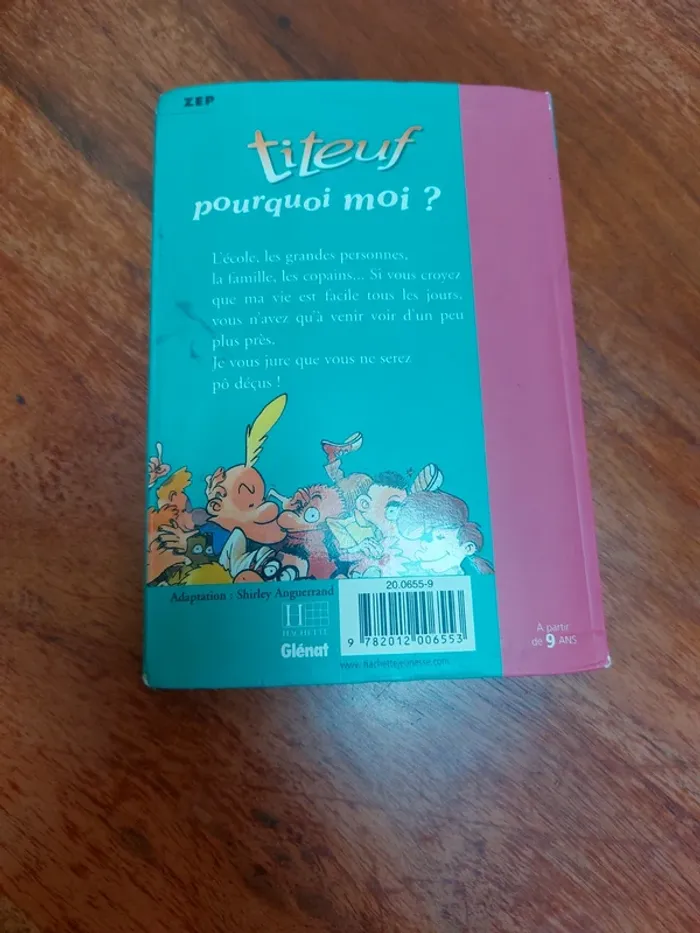 ZEP
titeuf
pourquoi moi ?
L'école, les grandes personnes,
la famille, les copains... Si vous croyez
que ma vie est facile tous les jours,
vous n'avez qu'à venir voir d'un peu
plus près.
Je vous jure que vous ne serez
pô déçus !
Adaptation : Shirley Anguerrand
H
HACHETTE
Glénat
20.0655-9
9 782012 006553
www.hachettejeunesse.com
À partir
de 9 ANS